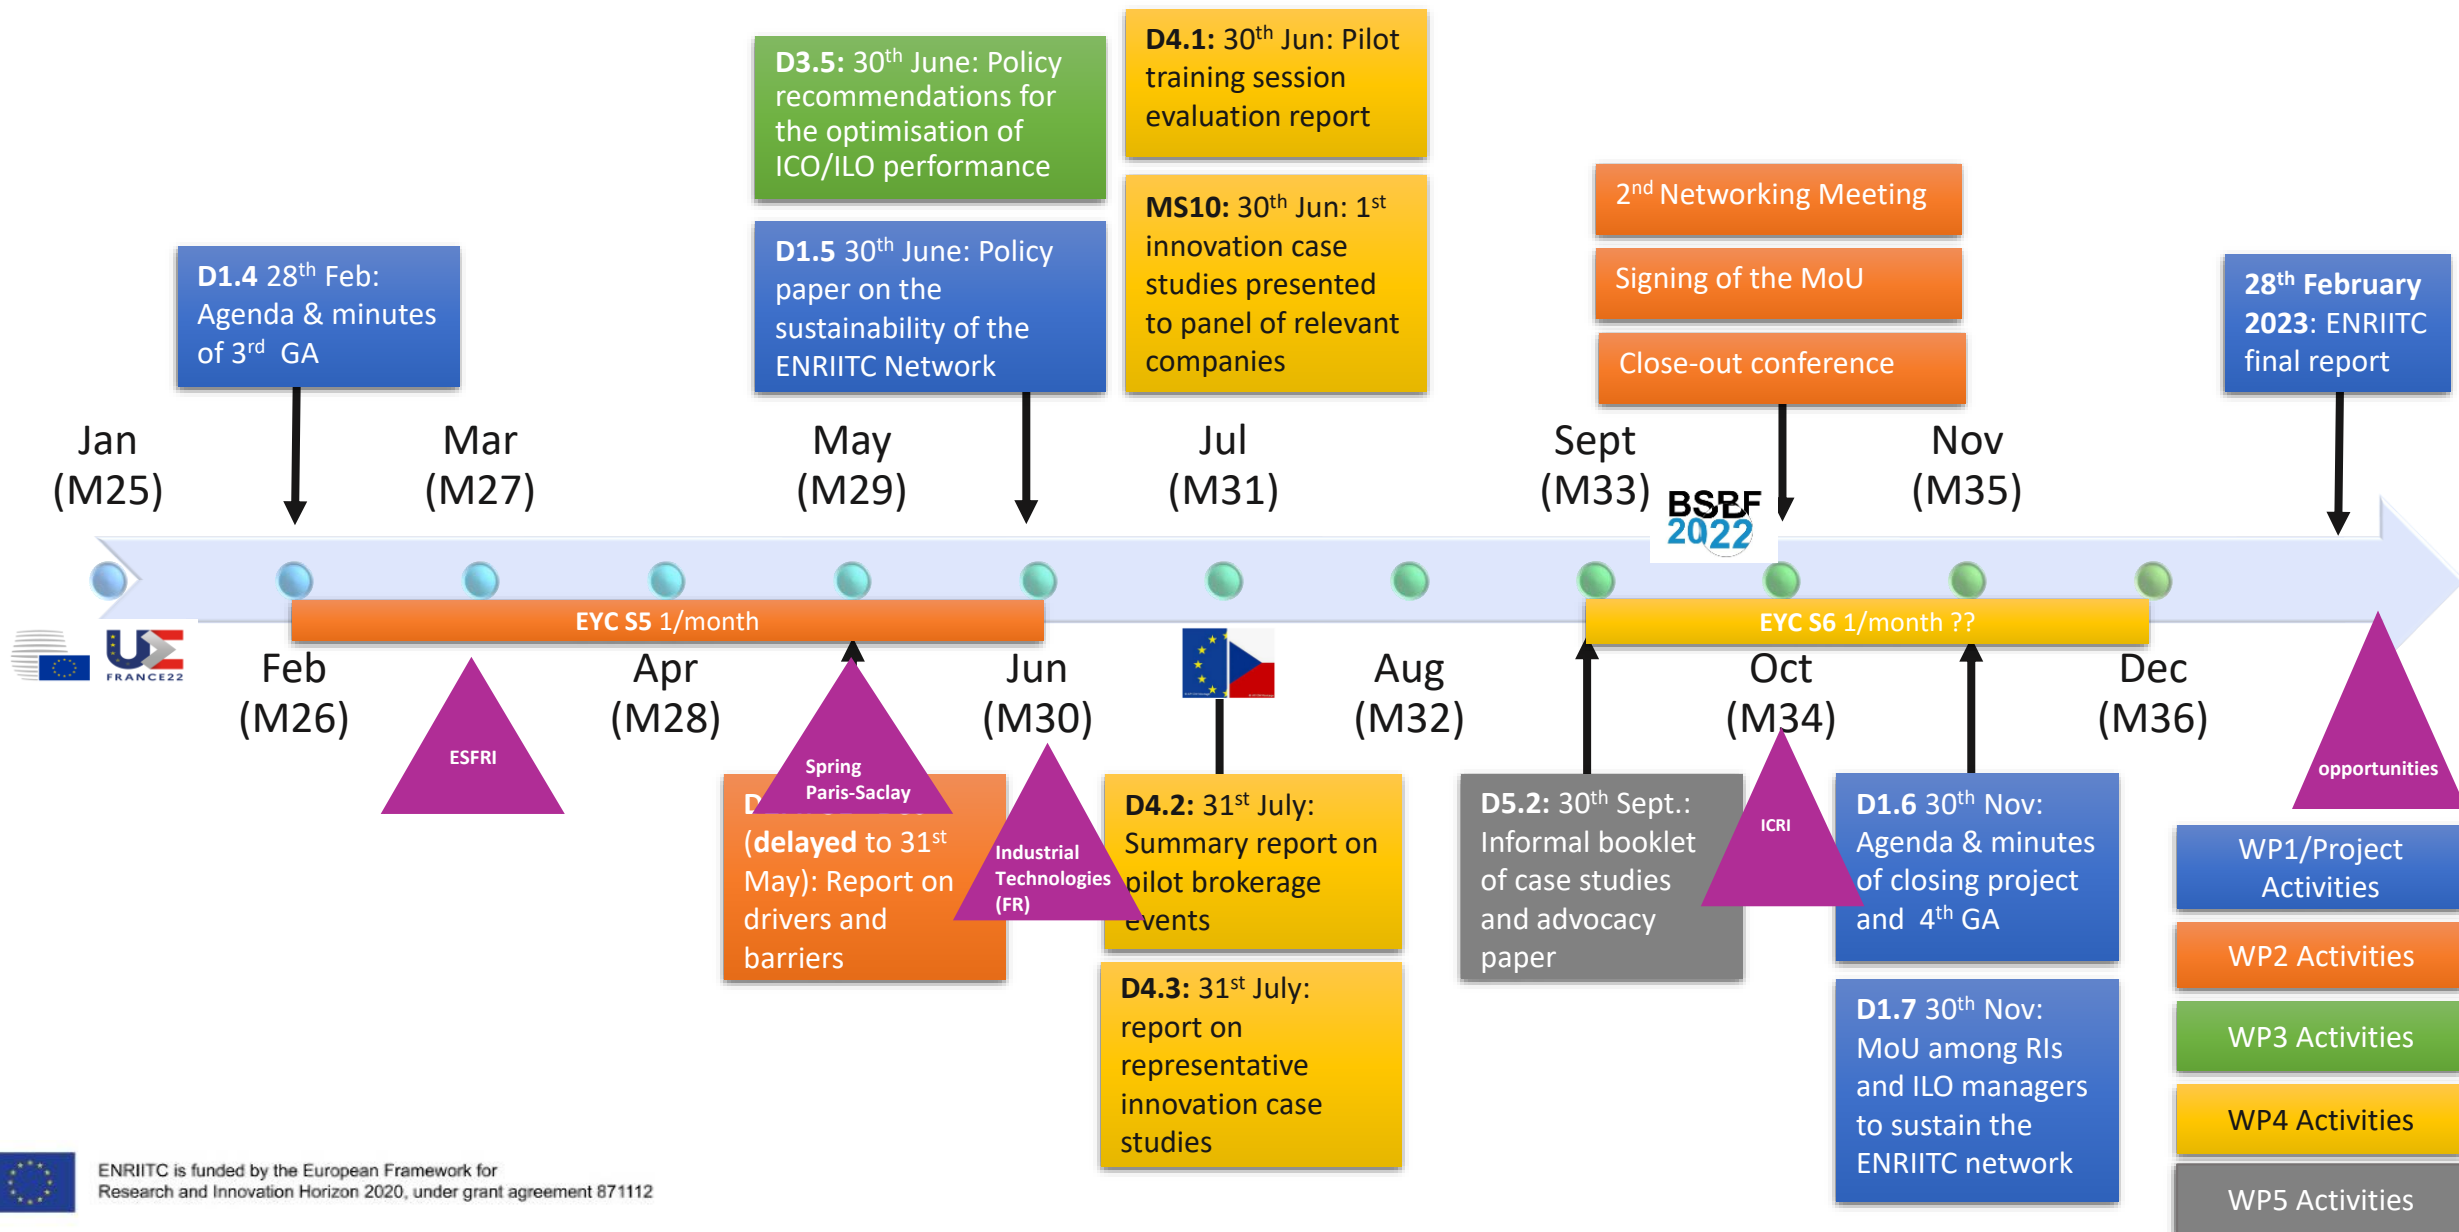 D3.5: 30th June: Policy
recommendations for
the optimisation of
ICO/ILO performance
D4.1: 30th Jun: Pilot
training session
evaluation report
D1.4 28th Feb:
Agenda & minutes
of 3rd GA
D1.5 30th June: Policy
paper on the
sustainability of the
ENRIITC Network
MS10: 30th Jun: 1st
innovation case
studies presented
to panel of relevant
companies
2nd Networking Meeting
Signing of the MoU
Close-out conference
28th February
2023: ENRIITC
final report
Jan
(M25)
Mar
(M27)
May
(M29)
Jul
(M31)
Sept
(M33)
Nov
(M35)
BSBF
2022
EYC S5 1/month
EYC S6 1/month ??
UE
FRANCE22
Feb
(M26)
Apr
(M28)
Jun
(M30)
Aug
(M32)
Oct
(M34)
Dec
(M36)
ESFRI
Spring
Paris-Saclay
Industrial
Technologies
(FR)
ICRI
opportunities
(delayed to 31st
May): Report on
drivers and
barriers
D4.2: 31st July:
Summary report on
pilot brokerage
events
D4.3: 31st July:
report on
representative
innovation case
studies
D5.2: 30th Sept.:
Informal booklet
of case studies
and advocacy
paper
D1.6 30th Nov:
Agenda & minutes
of closing project
and 4th GA
D1.7 30th Nov:
MoU among RIs
and ILO managers
to sustain the
ENRIITC network
WP1/Project
Activities
WP2 Activities
WP3 Activities
WP4 Activities
WP5 Activities
ENRIITC is funded by the European Framework for
Research and Innovation Horizon 2020, under grant agreement 871112